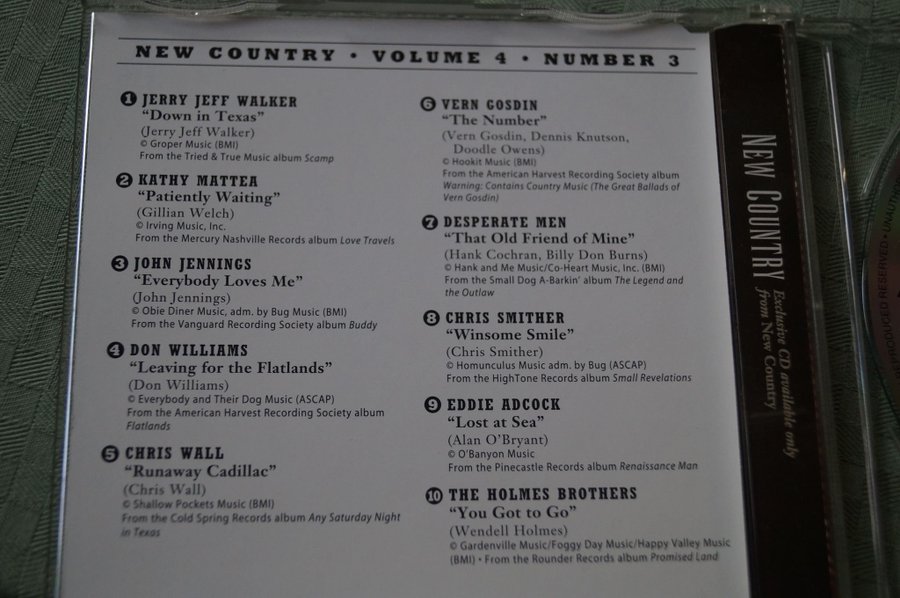 NEW COUNTRY • VOLUME 4 • NUMBER 3
1 JERRY JEFF WALKER
"Down in Texas"
(Jerry Jeff Walker)
© Groper Music (BMI)
From the Tried & True Music album Scamp
2 KATHY MATTEA
"Patiently Waiting"
(Gillian Welch)
© Irving Music, Inc.
From the Mercury Nashville Records album Love Travels
3 JOHN JENNINGS
"Everybody Loves Me"
(John Jennings)
© Obie Diner Music, adm. by Bug Music (BMI)
From the Vanguard Recording Society album Buddy
4 DON WILLIAMS
"Leaving for the Flatlands"
(Don Williams)
© Everybody and Their Dog Music (ASCAP)
From the American Harvest Recording Society album
Flatlands
5 CHRIS WALL
"Runaway Cadillac"
(Chris Wall)
© Shallow Pockets Music (BMI)
From the Cold Spring Records album Any Saturday Night
in Texas
6 VERN GOSDIN
"The Number"
(Vern Gosdin, Dennis Knutson,
Doodle Owens)
© Hookit Music (BMI)
From the American Harvest Recording Society album
Warning: Contains Country Music (The Great Ballads of
Vern Gosdin)
7 DESPERATE MEN
"That Old Friend of Mine"
(Hank Cochran, Billy Don Burns)
© Hank and Me Music/Co-Heart Music, Inc. (BMI)
From the Small Dog A-Barkin' album The Legend and
the Outlaw
8 CHRIS SMITHER
"Winsome Smile"
(Chris Smither)
© Homunculus Music adm. by Bug (ASCAP)
From the HighTone Records album Small Revelations
9 EDDIE ADCOCK
"Lost at Sea"
(Alan O'Bryant)
© O'Banyon Music
From the Pinecastle Records album Renaissance Man
10 THE HOLMES BROTHERS
"You Got to Go"
(Wendell Holmes)
© Gardenville Music/Foggy Day Music/Happy Valley Music
(BMI) • From the Rounder Records album Promised Land
NEW COUNTRY
Exclusive CD available only
from New Country
RESERVED